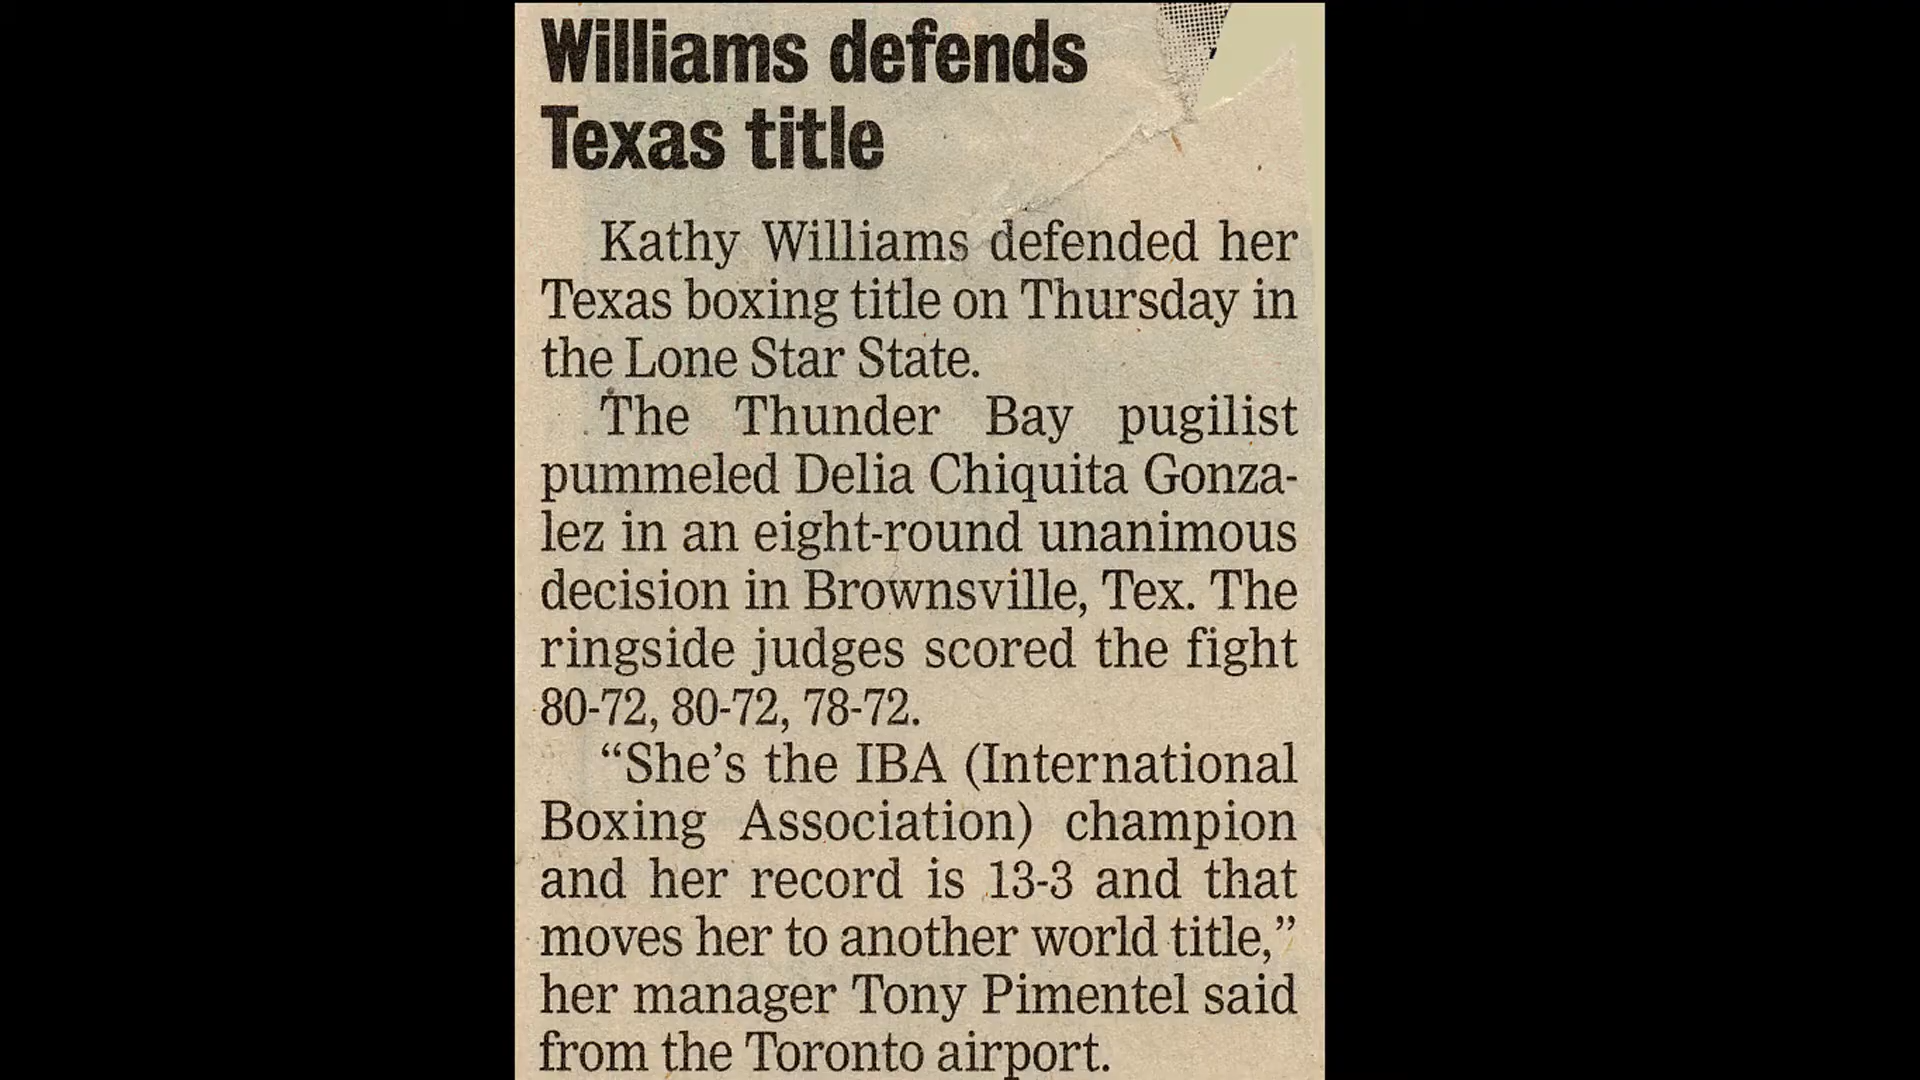 Williams defends
Texas title
Kathy Williams defended her
Texas boxing title on Thursday in
the Lone Star State.
The Thunder Bay pugilist
pummeled Delia Chiquita Gonza-
lez in an eight-round unanimous
decision in Brownsville, Tex. The
ringside judges scored the fight
80-72, 80-72, 78-72.
“She’s the IBA (International
Boxing Association) champion
and her record is 13-3 and that
moves her to another world title,”
her manager Tony Pimentel said
from the Toronto airport.